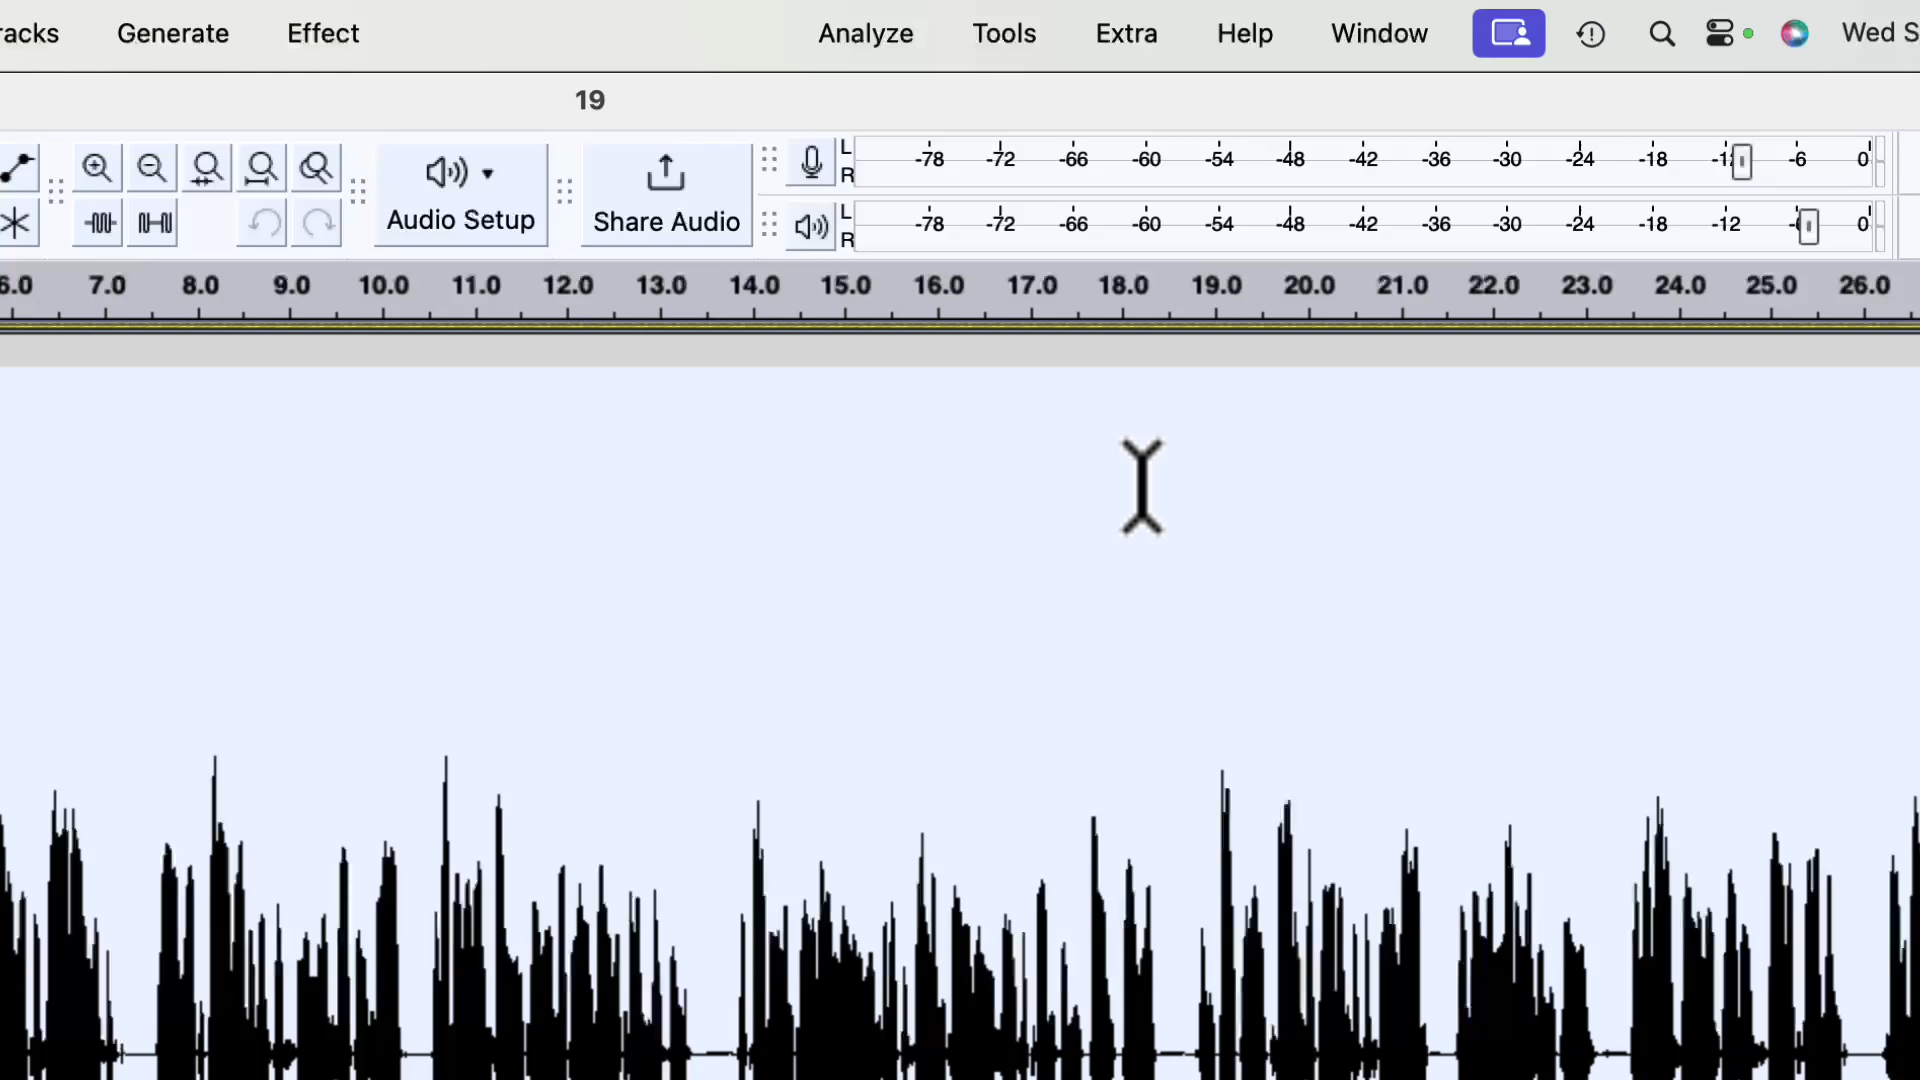 racks Generate Effect Analyze Tools Extra Help Window Wed S
19
L -78 -72 -66 -60 -54 -48 -42 -36 -30 -24 -18 -6 0
R
Audio Setup
Share Audio
L -78 -72 -66 -60 -54 -48 -42 -36 -30 -24 -18 -12 0
R
6.0 7.0 8.0 9.0 10.0 11.0 12.0 13.0 14.0 15.0 16.0 17.0 18.0 19.0 20.0 21.0 22.0 23.0 24.0 25.0 26.0